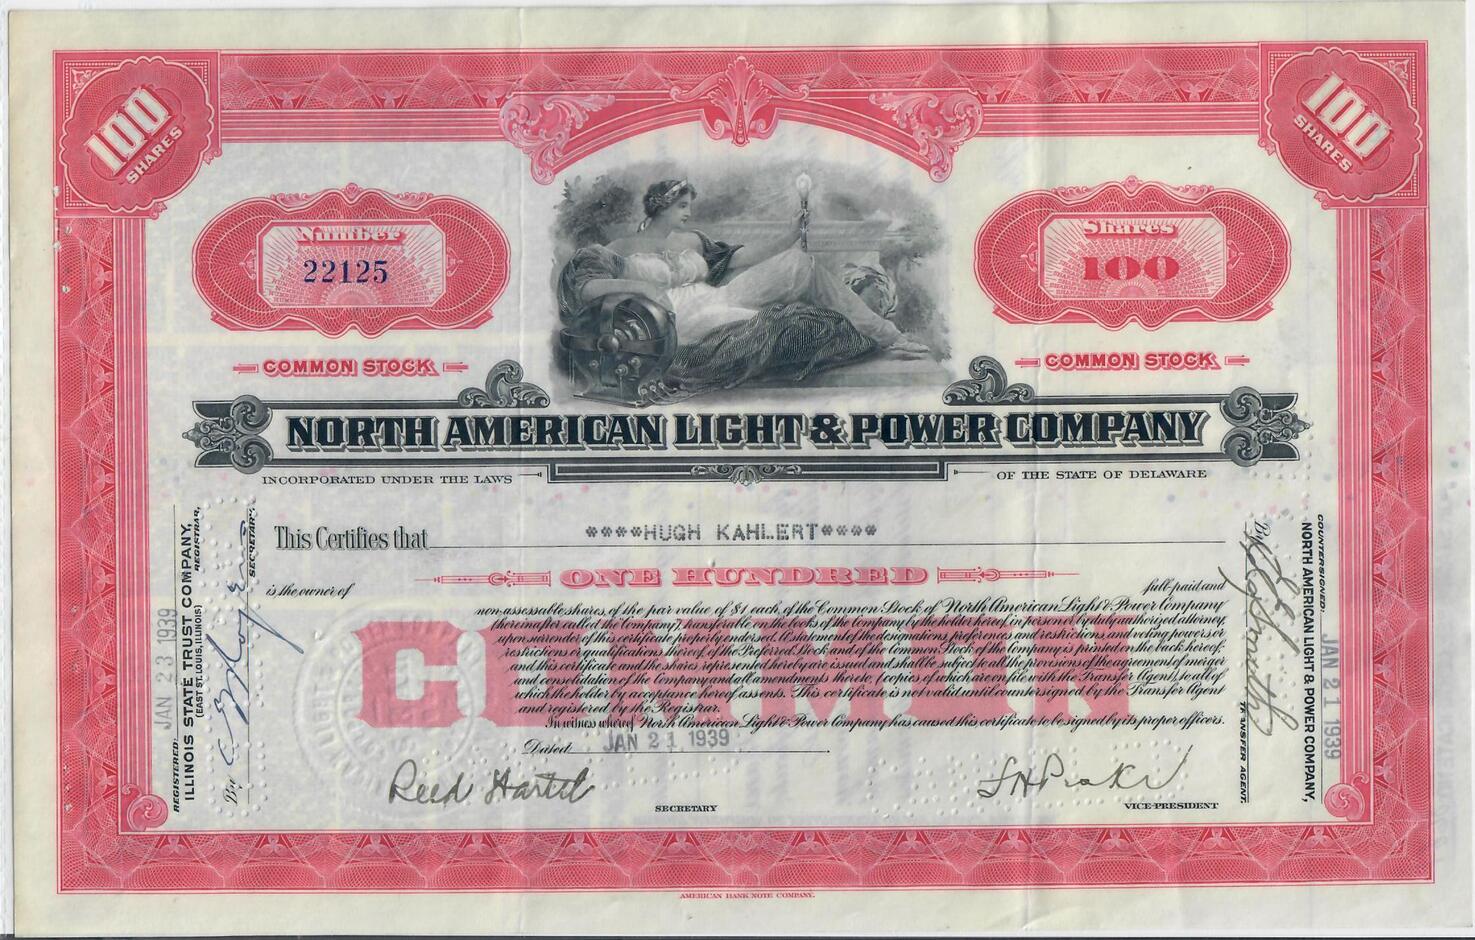 100
SHARES
100
SHARES
Number
22125
Shares
100
COMMON STOCK
COMMON STOCK
NORTH AMERICAN LIGHT & POWER COMPANY
INCORPORATED UNDER THE LAWS
OF THE STATE OF DELAWARE
This Certifies that ****HUGH KAHLERT****
is the owner of ONE HUNDRED full-paid and
non-assessable shares, of the par value of $1 each, of the Common Stock of North American Light & Power Company
(hereinafter called the Company), transferable on the books of the Company by the holder hereof in person or by duly authorized attorney,
upon surrender of this certificate properly endorsed. A statement of the designations, preferences and restrictions, and voting powers or
restrictions or qualifications thereof, of the Preferred Stock and of the Common Stock of the Company is printed on the back hereof;
and this certificate and the shares represented hereby are issued and shall be subject to all the provisions of the agreement of merger
and consolidation of the Company and all amendments thereto, (copies of which are on file with the Transfer Agent), to all of
which the holder by acceptance hereof assents. This certificate is not valid until countersigned by the Transfer Agent
and registered by the Registrar.
In witness whereof North American Light & Power Company has caused this certificate to be signed by its proper officers.
Dated JAN 21 1939
SECRETARY
VICE-PRESIDENT
REGISTERED: JAN 23 1939
ILLINOIS STATE TRUST COMPANY,
(EAST ST. LOUIS, ILLINOIS) REGISTRAR,
By SECRETARY.
COUNTERSIGNED: JAN 21 1939
NORTH AMERICAN LIGHT & POWER COMPANY,
TRANSFER AGENT.
By
AMERICAN BANK NOTE COMPANY.